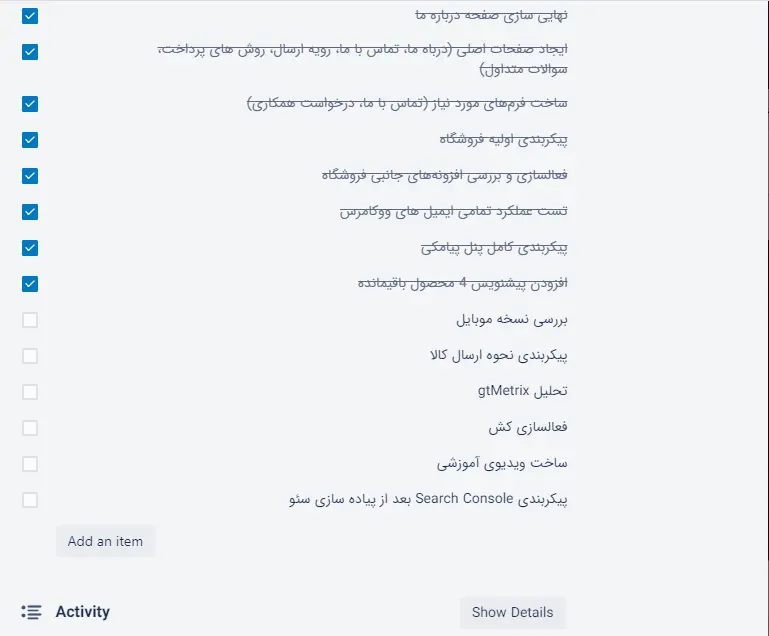 نهایی سازی صفحه درباره ما
ایجاد صفحات اصلی (درباه ما، تماس با ما، رویه ارسال، روش های پرداخت،
سوالات متداول)
ساخت فرم‌های مورد نیاز (تماس با ما، درخواست همکاری)
پیکربندی اولیه فروشگاه
فعالسازی و بررسی افزونه‌های جانبی فروشگاه
تست عملکرد تمامی ایمیل های ووکامرس
پیکربندی کامل پنل پیامکی
افزودن پیشنویس 4 محصول باقیمانده
بررسی نسخه موبایل
پیکربندی نحوه ارسال کالا
تحلیل gtMetrix
فعالسازی کش
ساخت ویدیوی آموزشی
پیکربندی Search Console بعد از پیاده سازی سئو
Add an item
Activity
Show Details